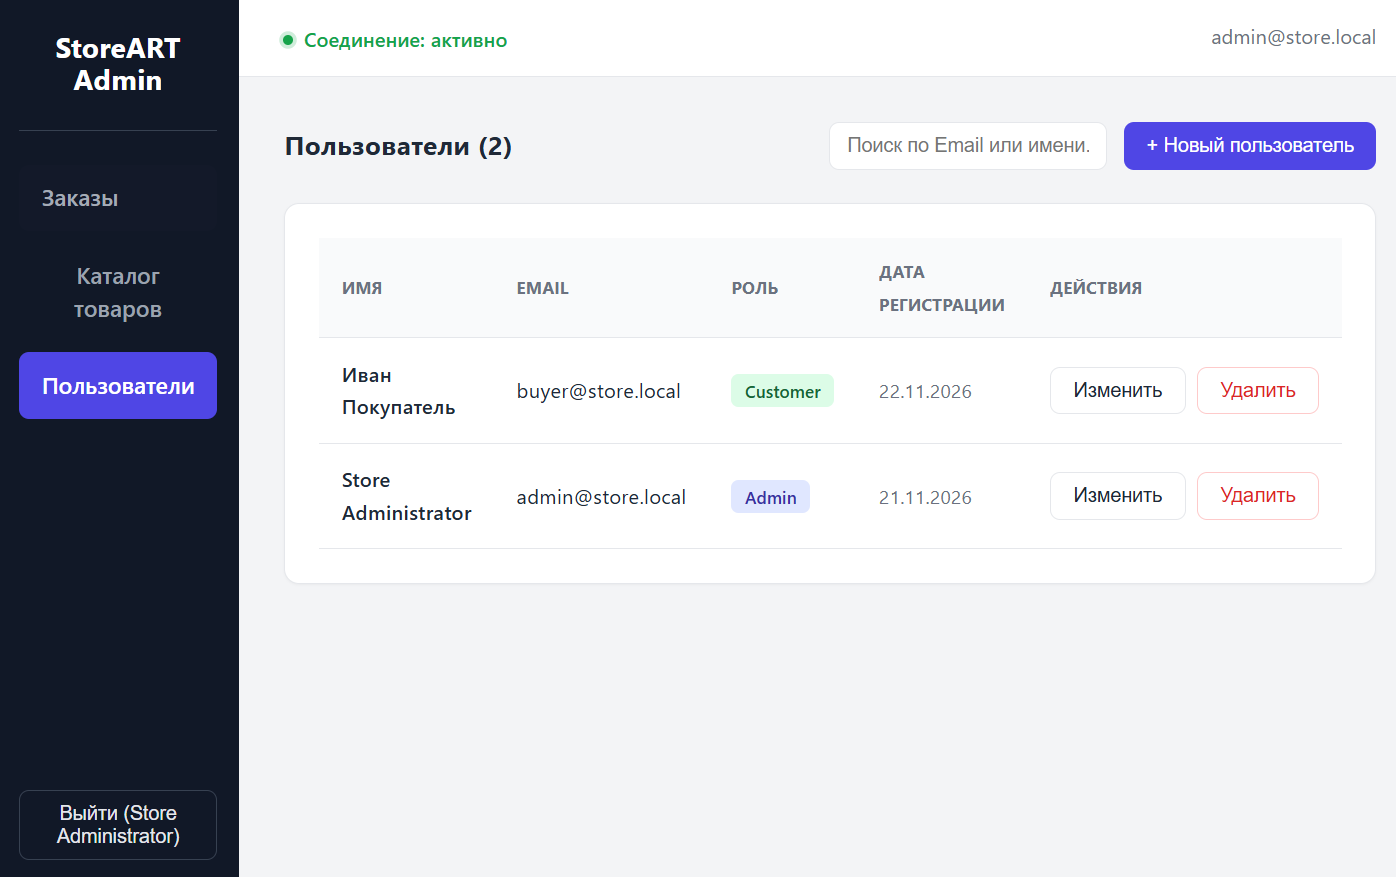 StoreART
Admin
Заказы
Каталог
товаров
Пользователи
Выйти (Store
Administrator)
Соединение: активно
admin@store.local
Пользователи (2)
Поиск по Email или имени.
+ Новый пользователь
ИМЯ
EMAIL
РОЛЬ
ДАТА
РЕГИСТРАЦИИ
ДЕЙСТВИЯ
Иван
Покупатель
buyer@store.local
Customer
22.11.2026
Изменить
Удалить
Store
Administrator
admin@store.local
Admin
21.11.2026
Изменить
Удалить